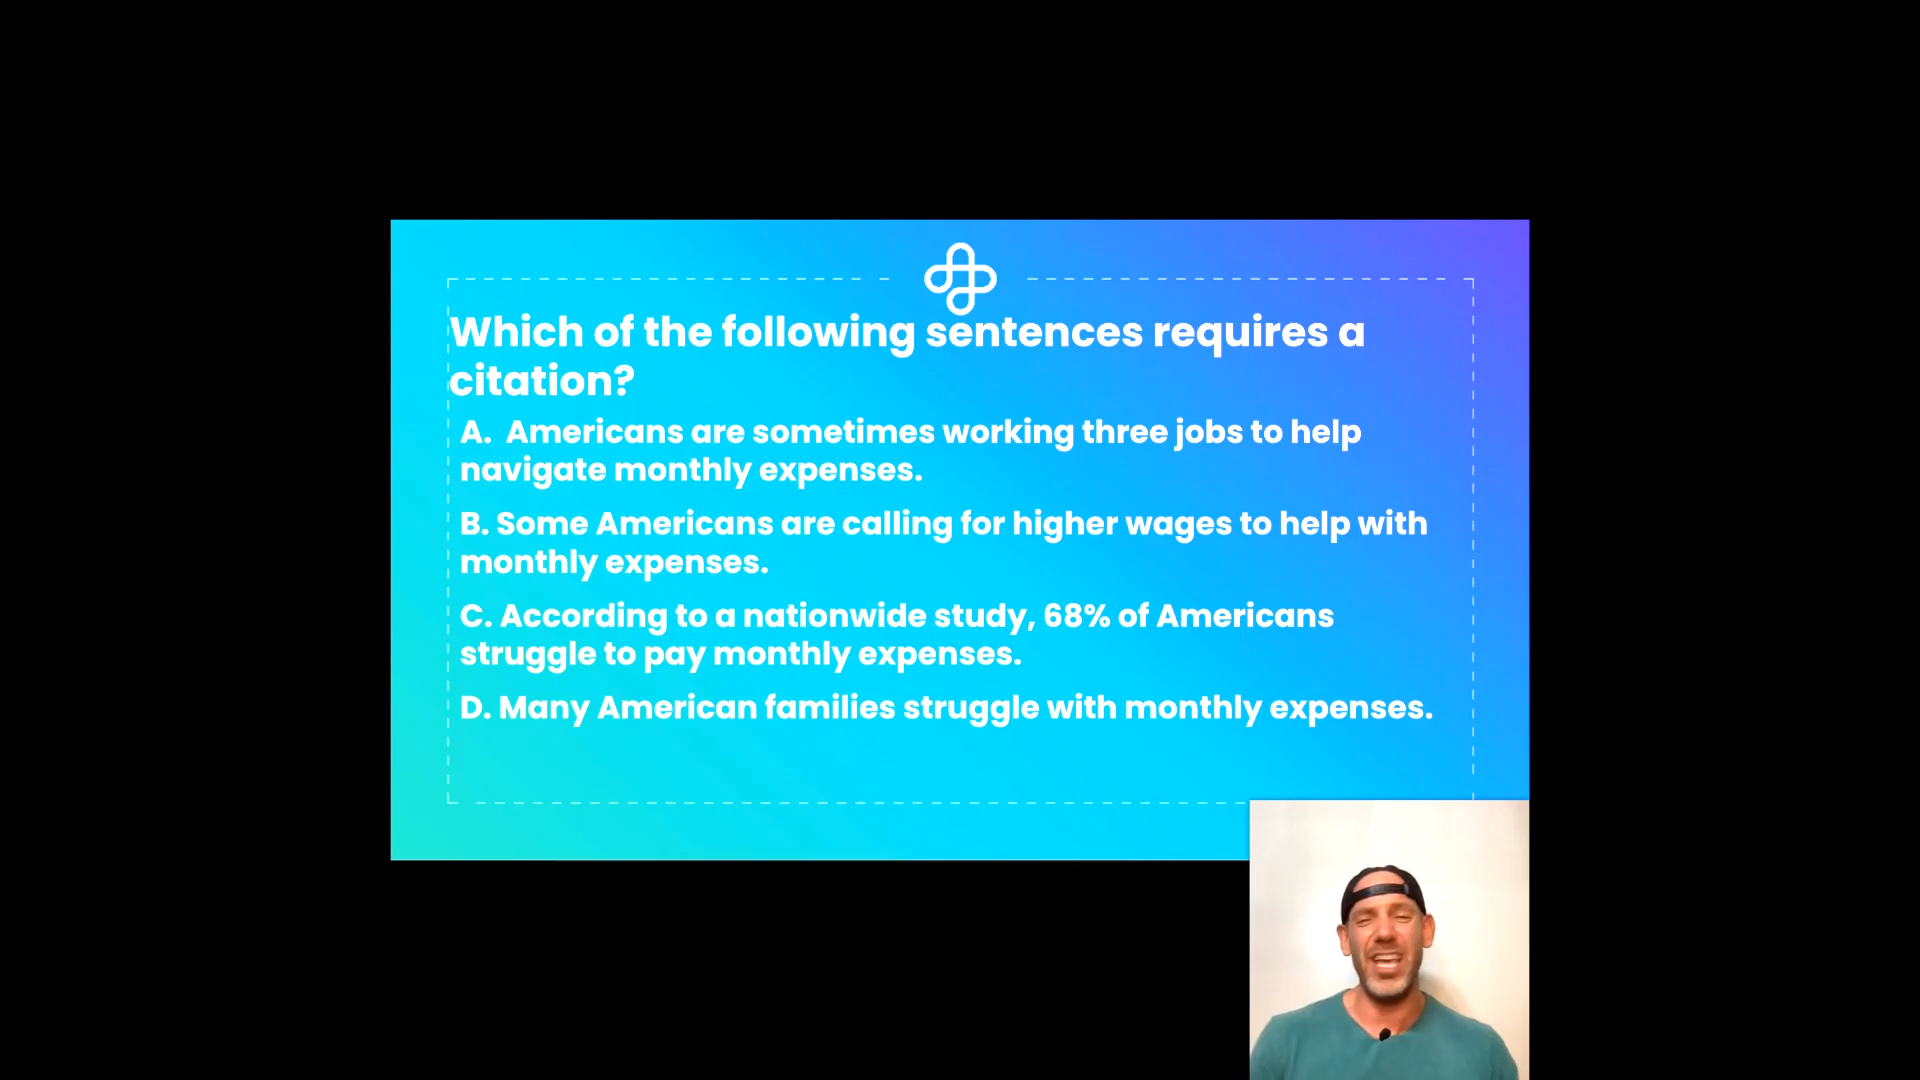 Which of the following sentences requires a
citation?
A. Americans are sometimes working three jobs to help
navigate monthly expenses.
B. Some Americans are calling for higher wages to help with
monthly expenses.
C. According to a nationwide study, 68% of Americans
struggle to pay monthly expenses.
D. Many American families struggle with monthly expenses.